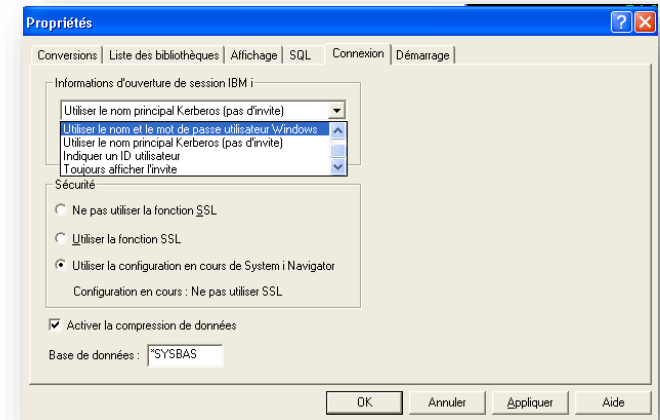 Propriétés
Conversions Liste des bibliothèques Affichage SQL Connexion Démarrage
Informations d'ouverture de session IBM i
Utiliser le nom principal Kerberos (pas d'invite)
Utiliser le nom et le mot de passe utilisateur Windows
Utiliser le nom principal Kerberos (pas d'invite)
Indiquer un ID utilisateur
Toujours afficher l'invite
Sécurité
Ne pas utiliser la fonction SSL
Utiliser la fonction SSL
Utiliser la configuration en cours de System i Navigator
Configuration en cours : Ne pas utiliser SSL
Activer la compression de données
Base de données : *SYSBAS
OK Annuler Appliquer Aide